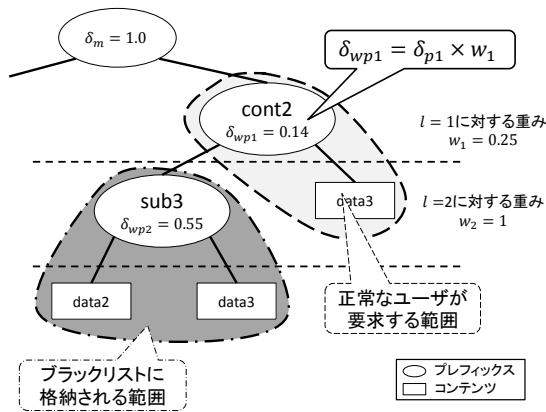 δm = 1.0
δwp1 = δp1 × w1
cont2
δwp1 = 0.14
l = 1に対する重み
w1 = 0.25
data3
l =2に対する重み
w2 = 1
sub3
δwp2 = 0.55
data2
data3
正常なユーザが
要求する範囲
ブラックリストに
格納される範囲
プレフィックス
コンテンツ